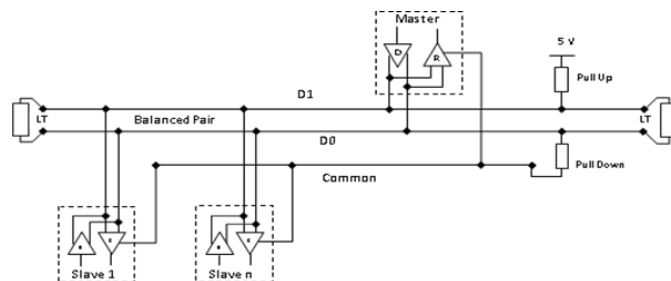 Master
5 V
D
R
Pull Up
D1
LT
Balanced Pair
LT
D0
Pull Down
Common
Slave 1
Slave n